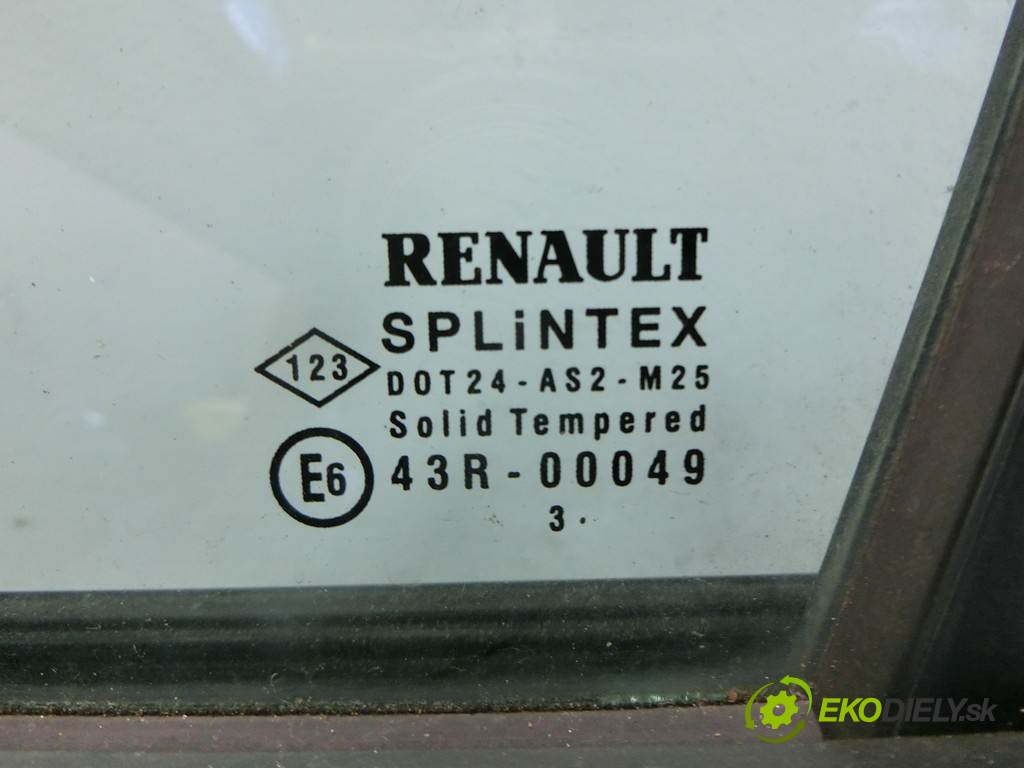 RENAULT
SPLiNTEX
123
DOT24-AS2-M25
Solid Tempered
E6
43R-00049
3.
EKODIELY.sk